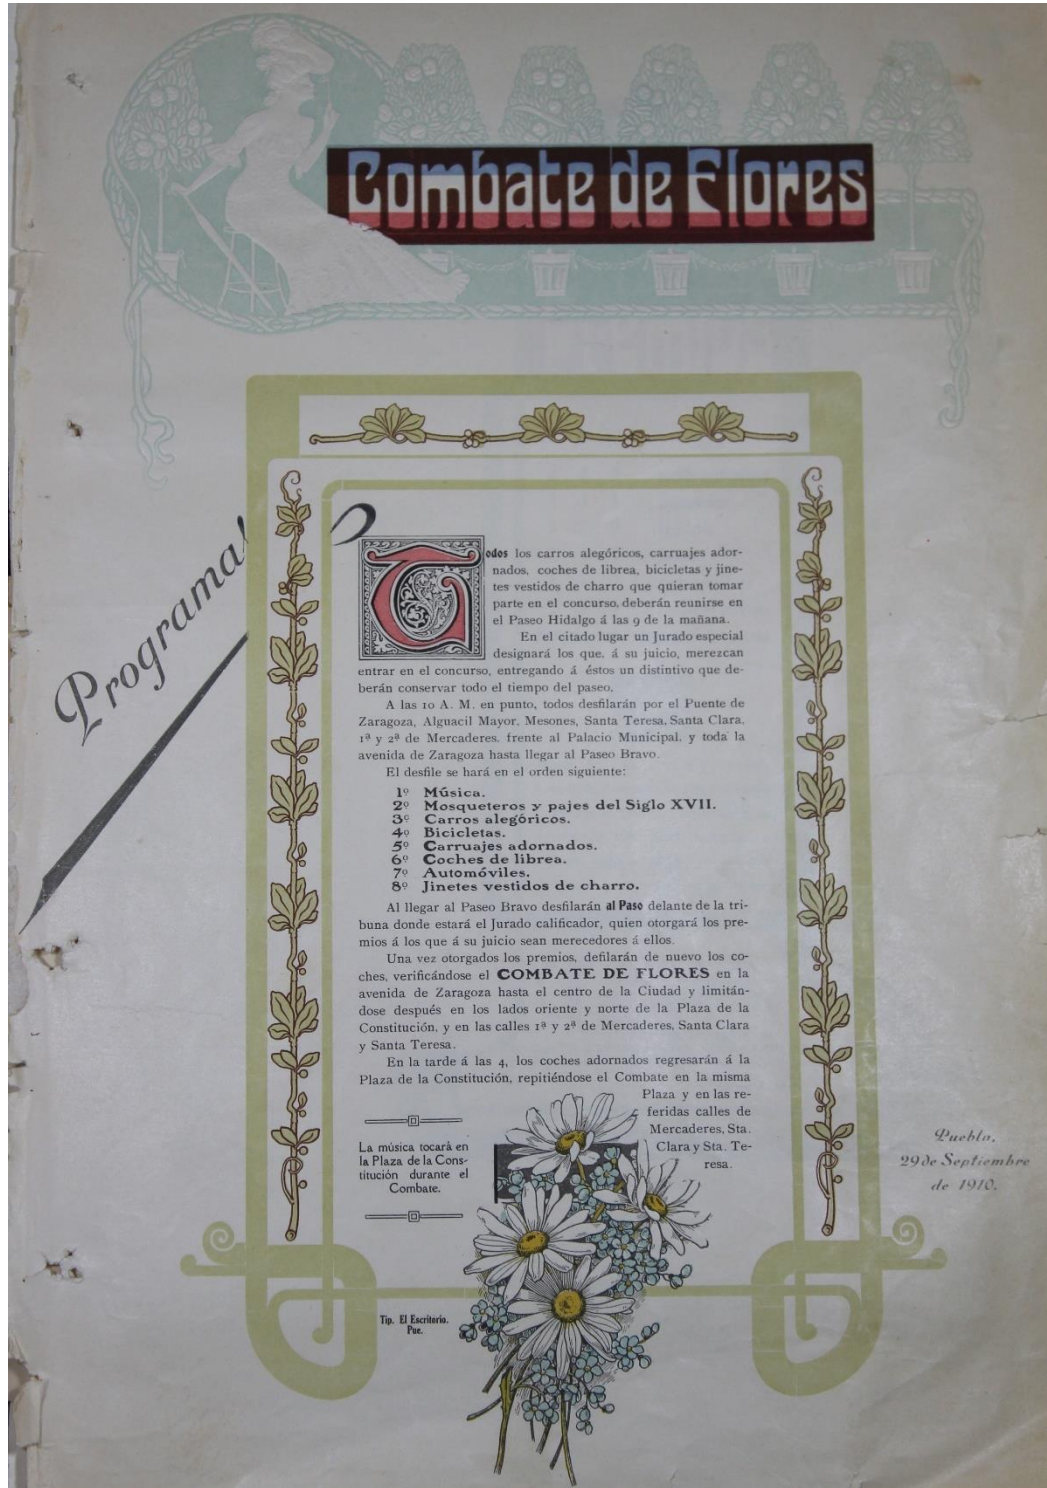 Combate de Flores
Programa
Todos los carros alegóricos, carruajes ador-
nados, coches de librea, bicicletas y jine-
tes vestidos de charro que quieran tomar
parte en el concurso, deberán reunirse en
el Paseo Hidalgo á las 9 de la mañana.
En el citado lugar un Jurado especial
designará los que, á su juicio, merezcan
entrar en el concurso, entregando á éstos un distintivo que de-
berán conservar todo el tiempo del paseo,
A las 10 A. M. en punto, todos desfilarán por el Puente de
Zaragoza, Alguacil Mayor, Mesones, Santa Teresa, Santa Clara,
1ª y 2ª de Mercaderes, frente al Palacio Municipal, y toda la
avenida de Zaragoza hasta llegar al Paseo Bravo.
El desfile se hará en el orden siguiente:
1º Música.
2º Mosqueteros y pajes del Siglo XVII.
3º Carros alegóricos.
4º Bicicletas.
5º Carruajes adornados.
6º Coches de librea.
7º Automóviles.
8º Jinetes vestidos de charro.
Al llegar al Paseo Bravo desfilarán al Paso delante de la tri-
buna donde estará el Jurado calificador, quien otorgará los pre-
mios á los que á su juicio sean merecedores á ellos.
Una vez otorgados los premios, defilarán de nuevo los co-
ches, verificándose el COMBATE DE FLORES en la
avenida de Zaragoza hasta el centro de la Ciudad y limitán-
dose después en los lados oriente y norte de la Plaza de la
Constitución, y en las calles 1ª y 2ª de Mercaderes, Santa Clara
y Santa Teresa.
En la tarde á las 4, los coches adornados regresarán á la
Plaza de la Constitución, repitiéndose el Combate en la misma
Plaza y en las re-
feridas calles de
Mercaderes, Sta.
Clara y Sta. Te-
resa.
La música tocará en
la Plaza de la Cons-
titución durante el
Combate.
Puebla,
29 de Septiembre
de 1910.
Tip. El Escritorio.
Pue.